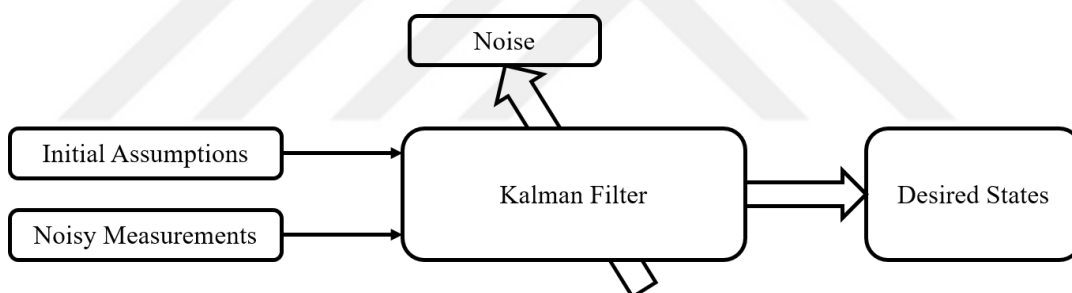 Noise
Initial Assumptions
Kalman Filter
Desired States
Noisy Measurements